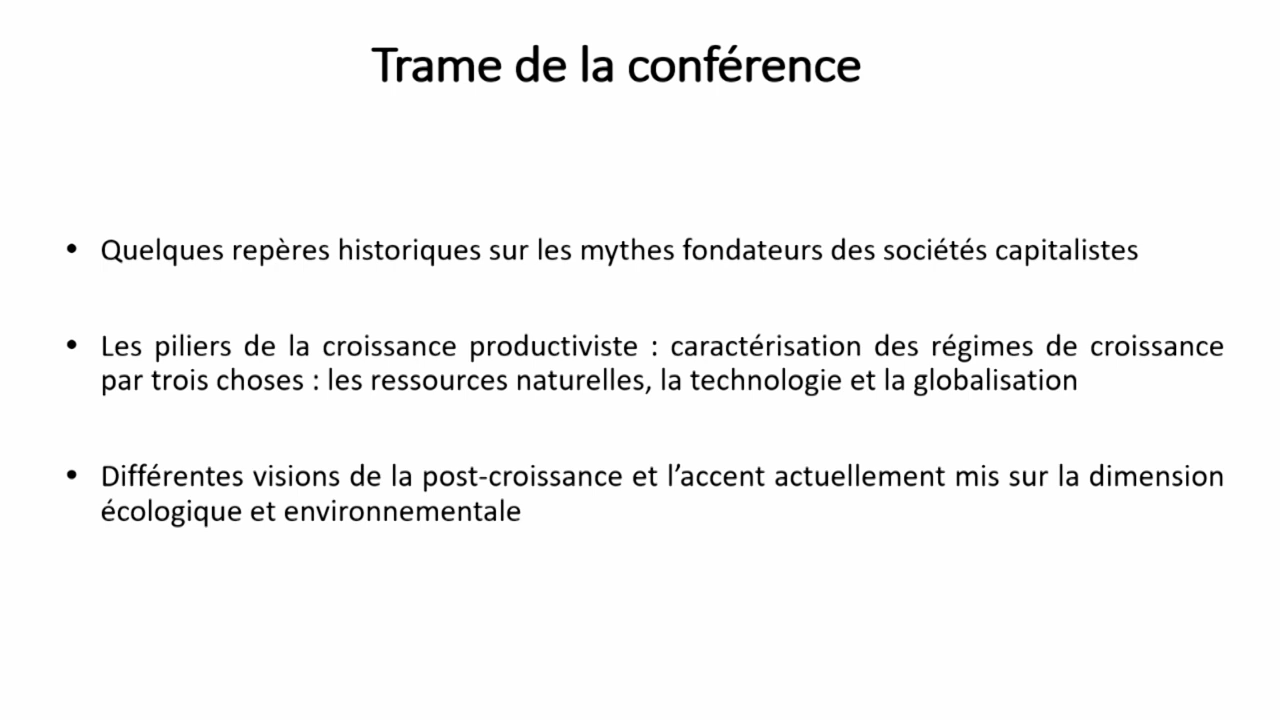 Trame de la conférence
• Quelques repères historiques sur les mythes fondateurs des sociétés capitalistes
• Les piliers de la croissance productiviste : caractérisation des régimes de croissance
par trois choses : les ressources naturelles, la technologie et la globalisation
• Différentes visions de la post-croissance et l’accent actuellement mis sur la dimension
écologique et environnementale